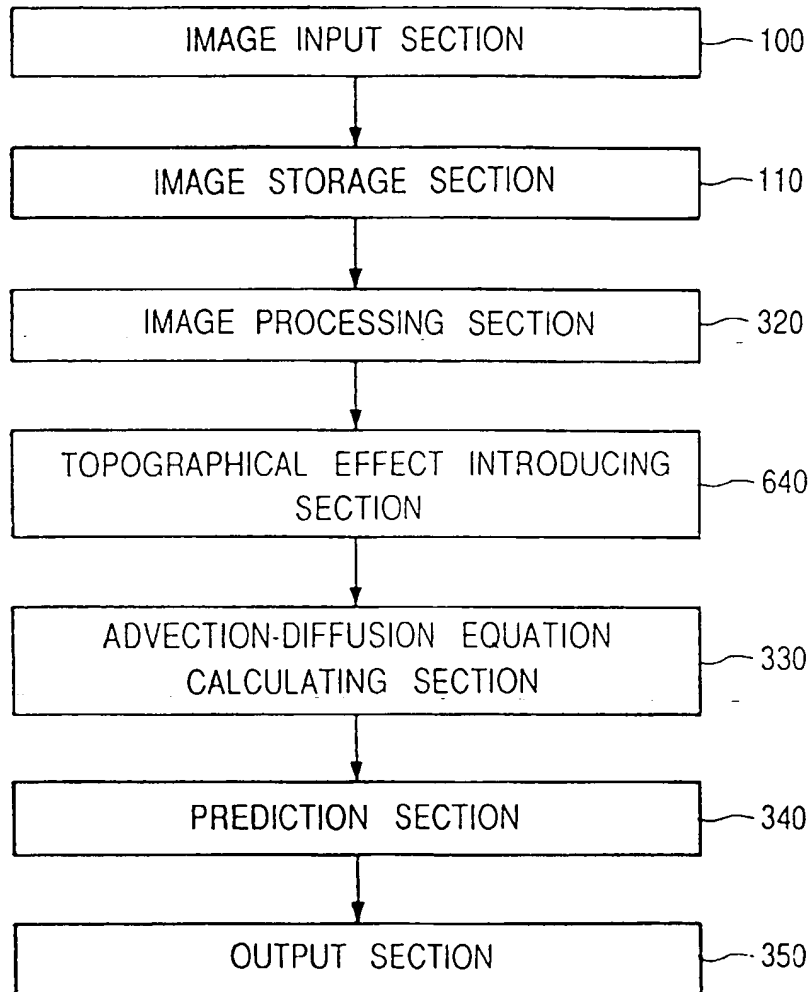 IMAGE INPUT SECTION 100
IMAGE STORAGE SECTION 110
IMAGE PROCESSING SECTION 320
TOPOGRAPHICAL EFFECT INTRODUCING
SECTION 640
ADVECTION-DIFFUSION EQUATION
CALCULATING SECTION 330
PREDICTION SECTION 340
OUTPUT SECTION 350